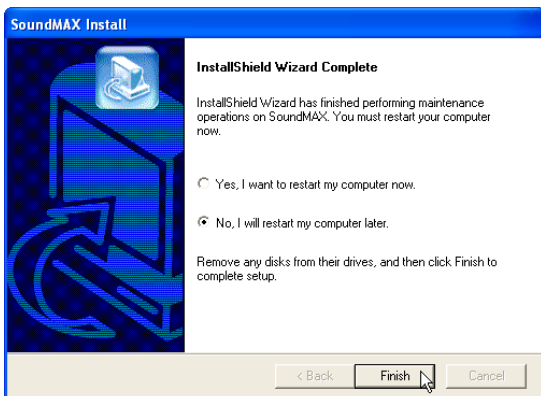 SoundMAX Install
InstallShield Wizard Complete
InstallShield Wizard has finished performing maintenance
operations on SoundMAX. You must restart your computer
now.
Yes, I want to restart my computer now.
No, I will restart my computer later.
Remove any disks from their drives, and then click Finish to
complete setup.
< Back Finish Cancel